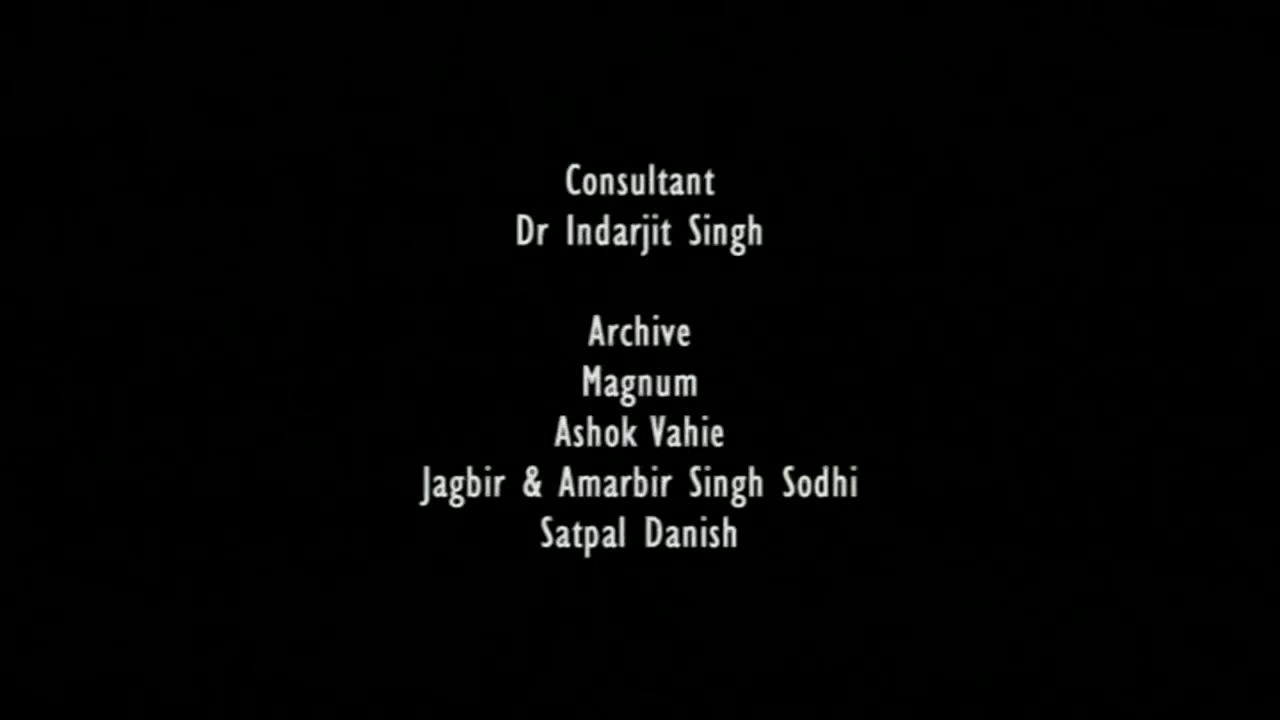 Consultant
Dr Indarjit Singh
Archive
Magnum
Ashok Vahie
Jagbir & Amarbir Singh Sodhi
Satpal Danish